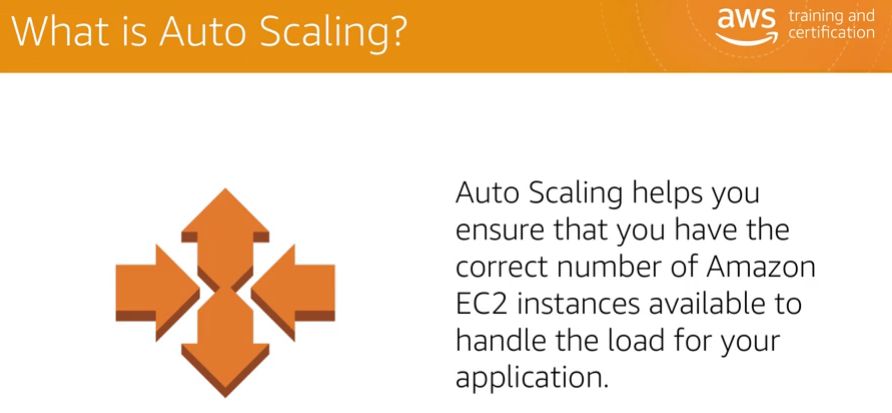 What is Auto Scaling?
aws training and
certification
Auto Scaling helps you
ensure that you have the
correct number of Amazon
EC2 instances available to
handle the load for your
application.